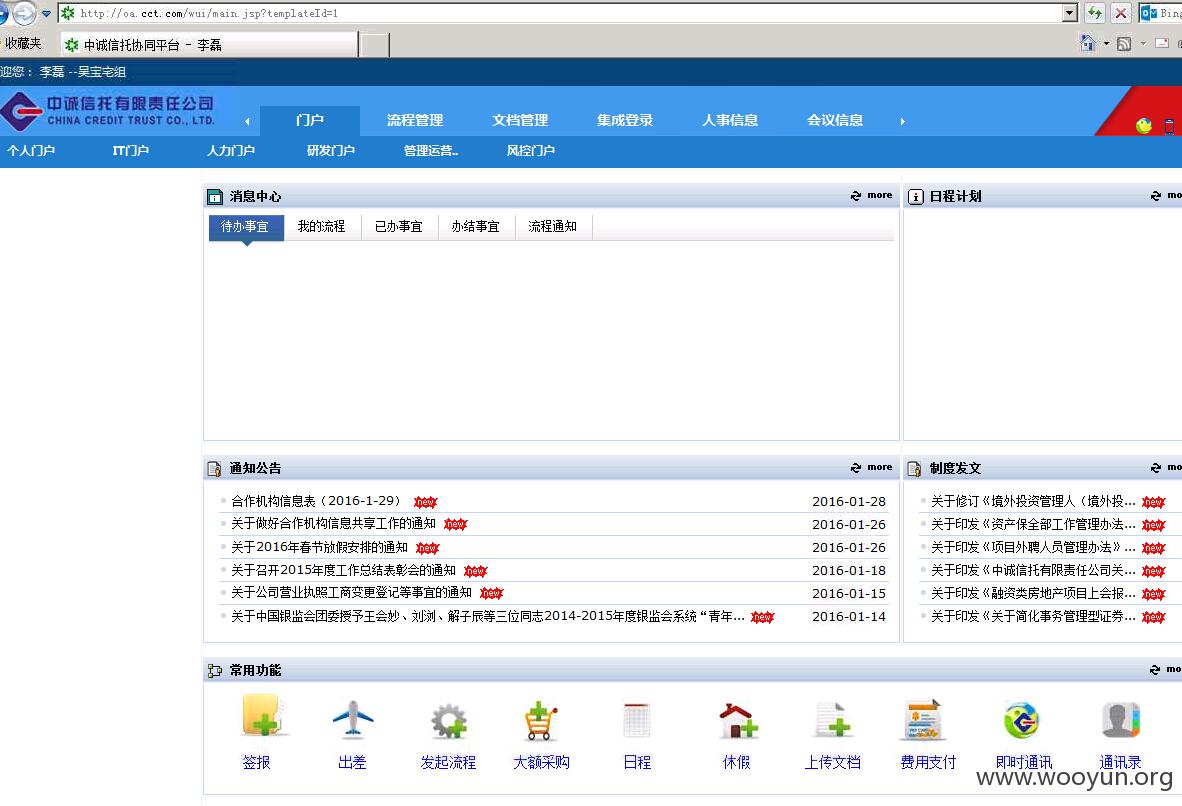 http://oa.cct.com/wui/main.jsp?templateId=1
Bing
收藏夹
中诚信托协同平台 - 李磊
迎您： 李磊 --吴宝宅组
中诚信托有限责任公司
CHINA CREDIT TRUST CO., LTD.
门户 流程管理 文档管理 集成登录 人事信息 会议信息
个人门户 IT门户 人力门户 研发门户 管理运营.. 风控门户
消息中心 more 日程计划 mo
待办事宜 我的流程 已办事宜 办结事宜 流程通知
通知公告 more 制度发文 mo
合作机构信息表（2016-1-29） new 2016-01-28 关于修订《境外投资管理人（境外投... new
关于做好合作机构信息共享工作的通知 new 2016-01-26 关于印发《资产保全部工作管理办法... new
关于2016年春节放假安排的通知 new 2016-01-26 关于印发《项目外聘人员管理办法》... new
关于召开2015年度工作总结表彰会的通知 new 2016-01-18 关于印发《中诚信托有限责任公司关... new
关于公司营业执照工商变更登记等事宜的通知 new 2016-01-15 关于印发《融资类房地产项目上会报... new
关于中国银监会团委授予王会妙、刘浏、解子辰等三位同志2014-2015年度银监会系统“青年... new 2016-01-14 关于印发《关于简化事务管理型证券... new
常用功能 mo
签报 出差 发起流程 大额采购 日程 休假 上传文档 费用支付 即时通讯 通讯录
www.wooyun.org